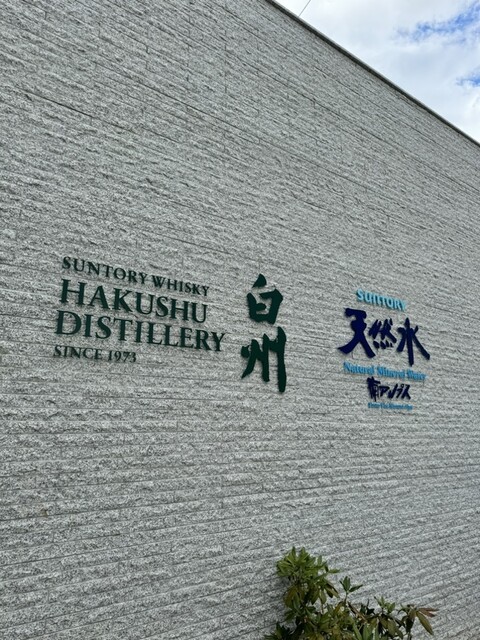 SUNTORY WHISKY
HAKUSHU
DISTILLERY
SINCE 1973
白州
SUNTORY
天然水
Natural Mineral Water
南アルプス